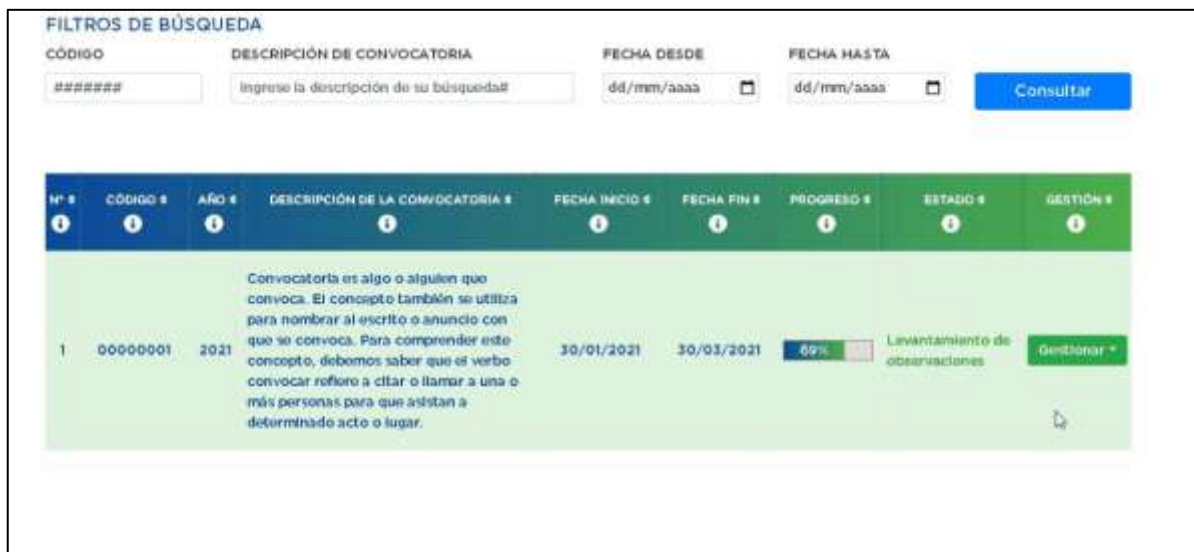 FILTROS DE BÚSQUEDA
CÓDIGO DESCRIPCIÓN DE CONVOCATORIA FECHA DESDE FECHA HASTA
####### Ingrese la descripción de su búsqueda# dd/mm/aaaa dd/mm/aaaa Consultar
N° CÓDIGO AÑO DESCRIPCIÓN DE LA CONVOCATORIA FECHA INICIO FECHA FIN PROGRESO ESTADO GESTIÓN
Convocatoria es algo o alguien que
convoca. El concepto también se utiliza
para nombrar al escrito o anuncio con
que se convoca. Para comprender este
concepto, debemos saber que el verbo
convocar refiere a citar o llamar a una o
más personas para que asistan a
determinado acto o lugar.
1 00000001 2021 30/01/2021 30/03/2021 69% Levantamiento de
observaciones
Gestionar